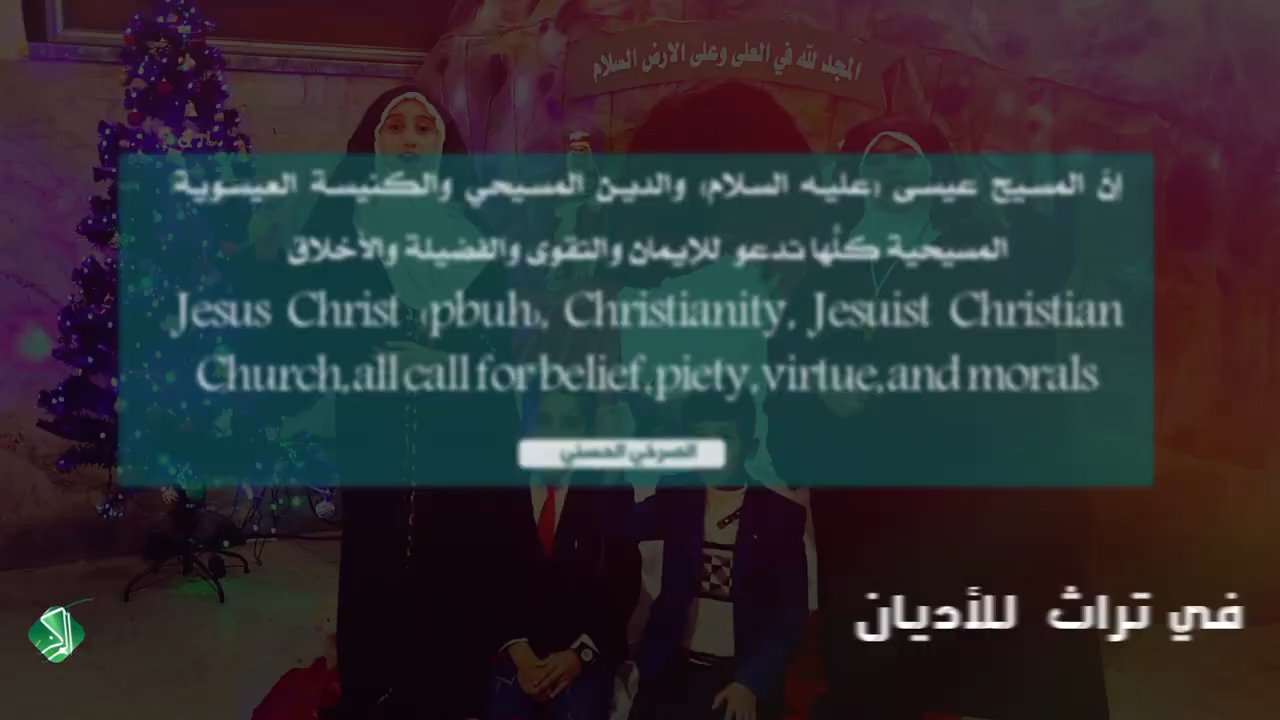 المجد لله في العلى وعلى الارض السلام
إنَّ المسيح عيسى (عليه السلام) والدين المسيحي والكنيسة العيسوية
المسيحية كلُّها تدعو للإيمان والتقوى والفضيلة والأخلاق
Jesus Christ (pbuh), Christianity, Jesuist Christian
Church, all call for belief, piety, virtue, and morals
الصرخي الحسني
في تراث للأديان